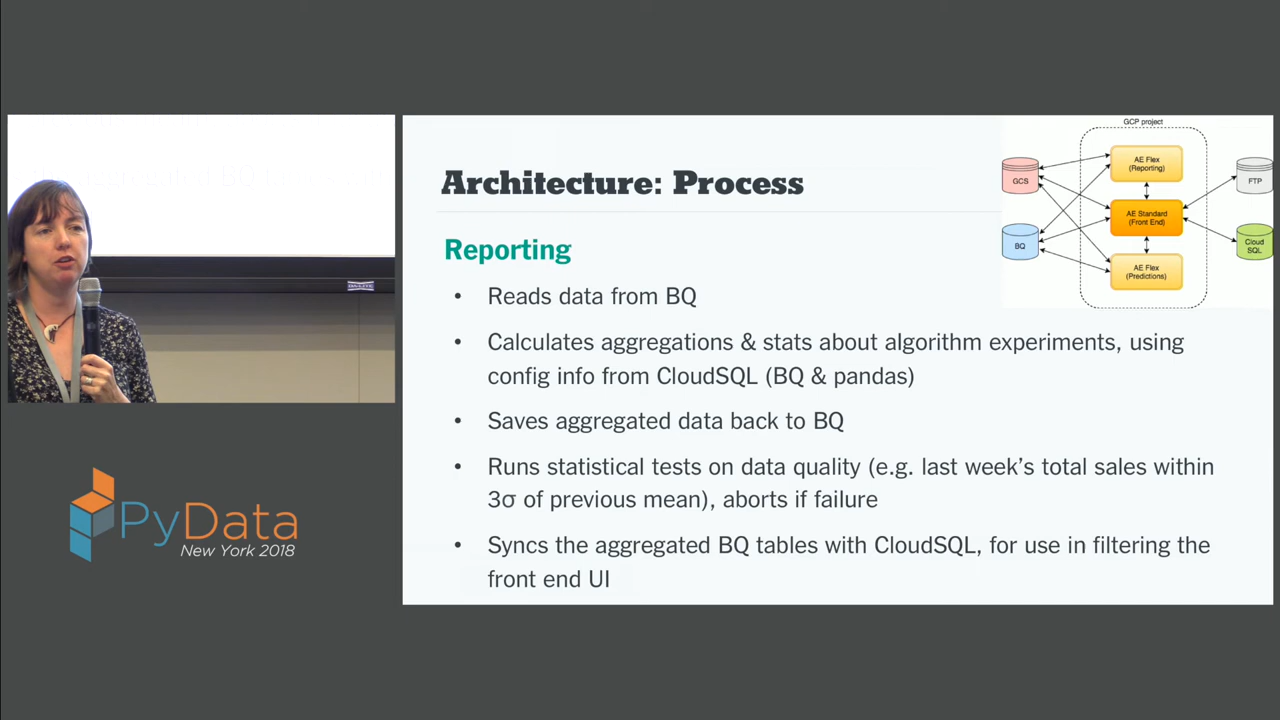 Architecture: Process
Reporting
• Reads data from BQ
• Calculates aggregations & stats about algorithm experiments, using
config info from CloudSQL (BQ & pandas)
• Saves aggregated data back to BQ
• Runs statistical tests on data quality (e.g. last week's total sales within
3σ of previous mean), aborts if failure
• Syncs the aggregated BQ tables with CloudSQL, for use in filtering the
front end UI
GCP project
AE Flex
(Reporting)
GCS
AE Standard
(Front End)
FTP
BQ
Cloud
SQL
AE Flex
(Predictions)
PyData
New York 2018